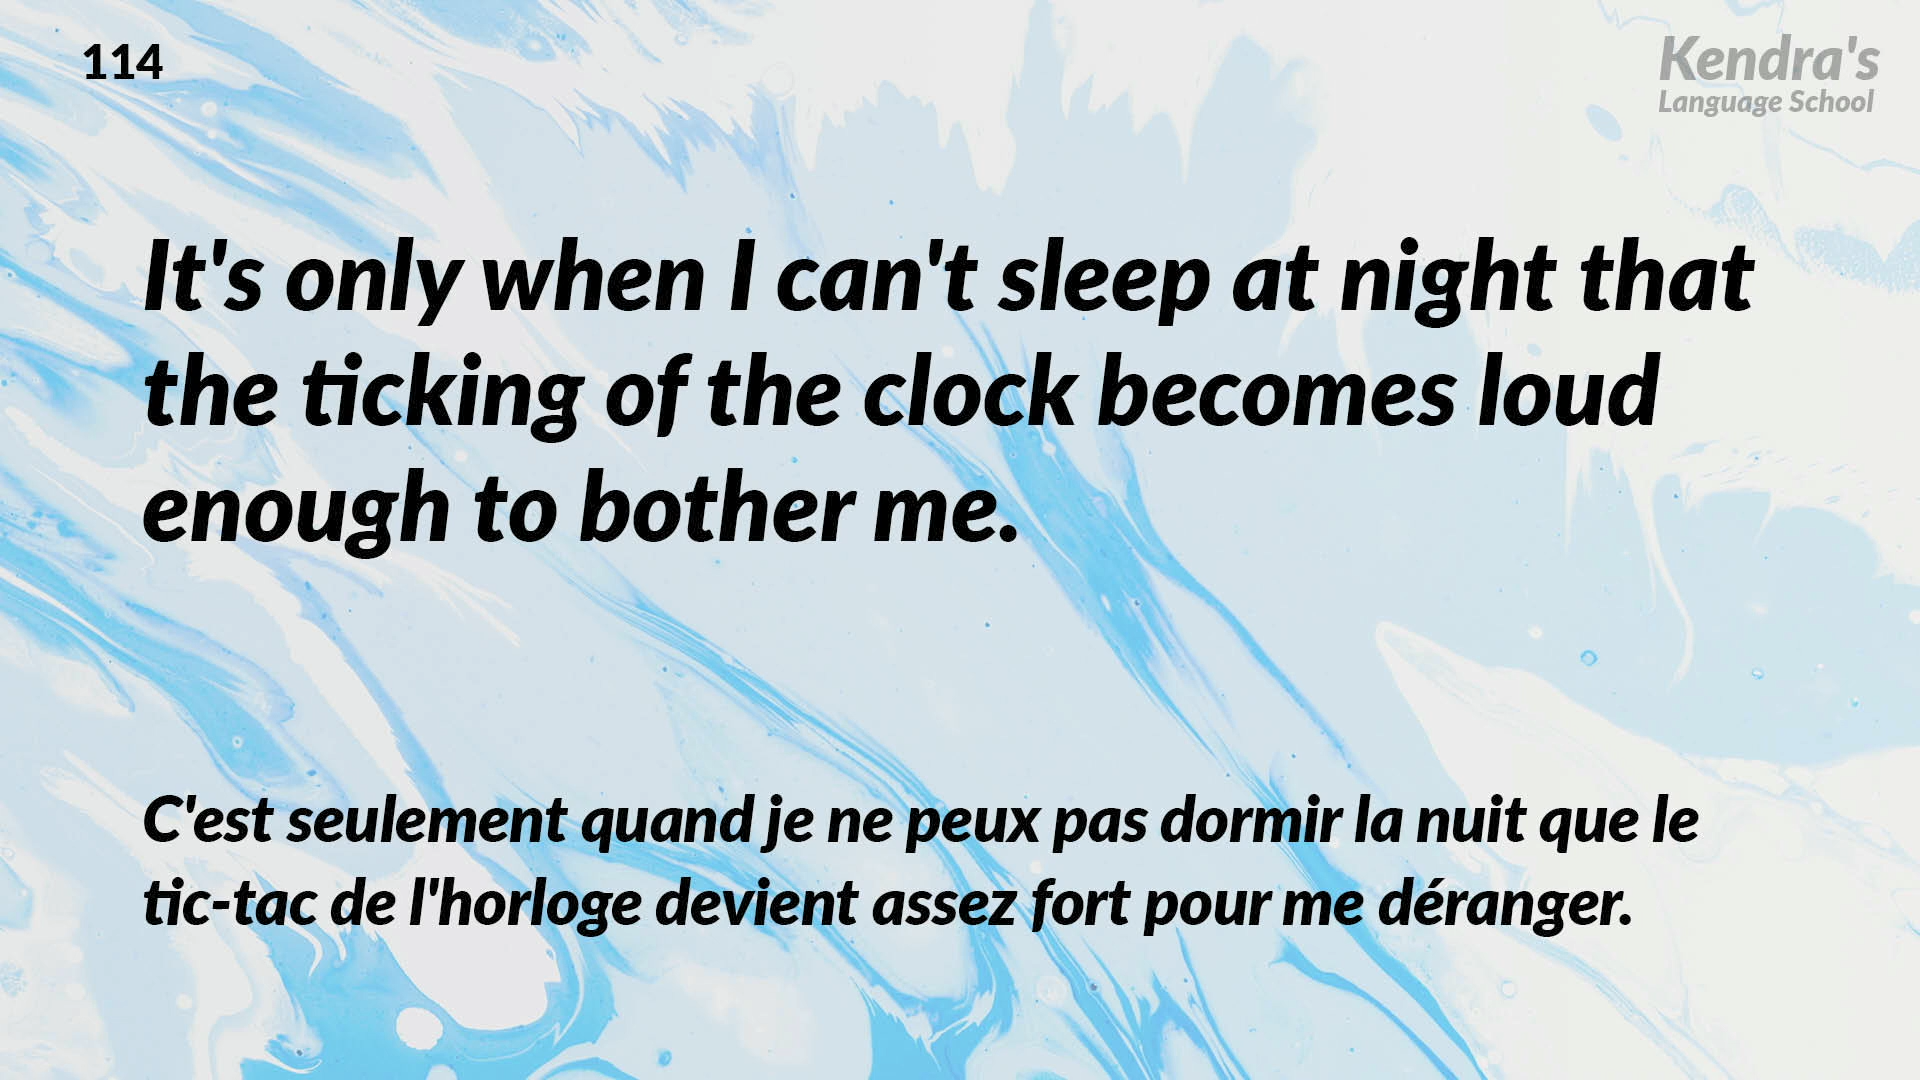 114
Kendra's
Language School
It's only when I can't sleep at night that
the ticking of the clock becomes loud
enough to bother me.
C'est seulement quand je ne peux pas dormir la nuit que le
tic-tac de l'horloge devient assez fort pour me déranger.